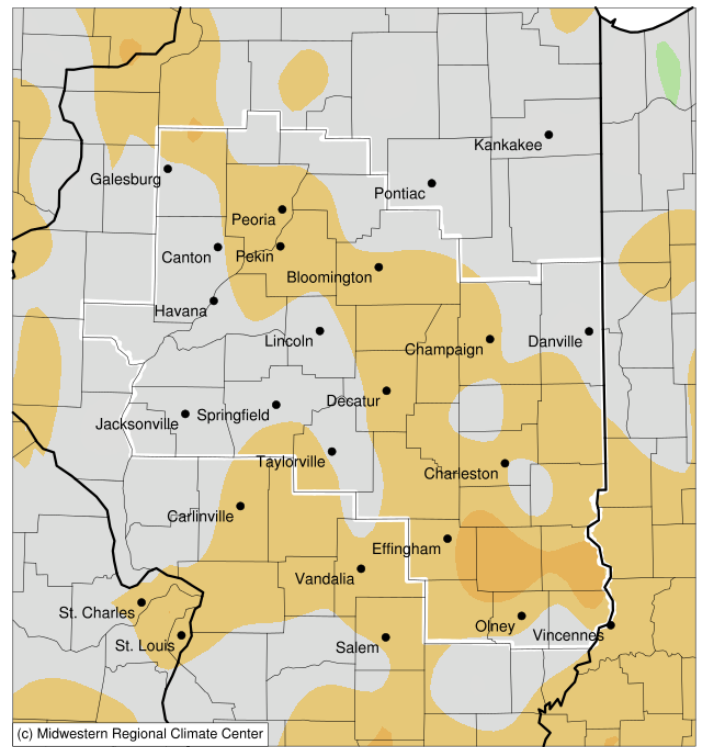 Kankakee
Galesburg
Pontiac
Peoria
Canton
Pekin
Bloomington
Havana
Lincoln
Champaign
Danville
Decatur
Springfield
Jacksonville
Taylorville
Charleston
Carlinville
Effingham
Vandalia
St. Charles
Olney
Vincennes
St. Louis
Salem
(c) Midwestern Regional Climate Center